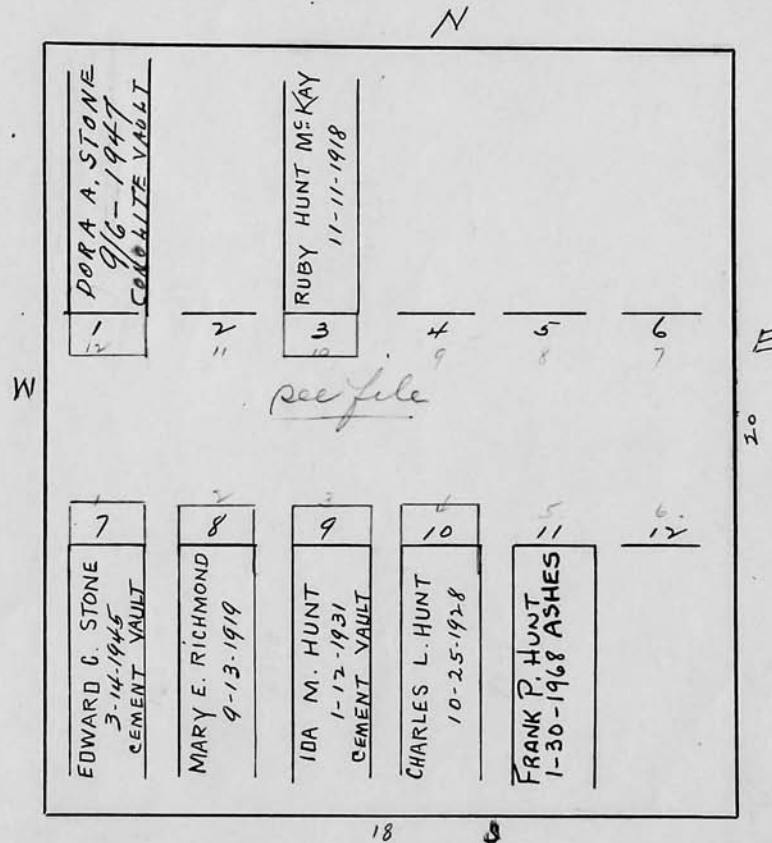 N
DORA A. STONE
9/6-1947
CONOLITE VAULT
RUBY HUNT McKAY
11-11-1918
1 2 3 4 5 6
12 11 10 9 8 7
W
E
see file
20
1 2 3 4 5 6
7 8 9 10 11 12
EDWARD C. STONE
3-14-1945
CEMENT VAULT
MARY E. RICHMOND
9-13-1919
IDA M. HUNT
1-12-1931
CEMENT VAULT
CHARLES L. HUNT
10-25-1928
FRANK P. HUNT
1-30-1968 ASHES
18
S